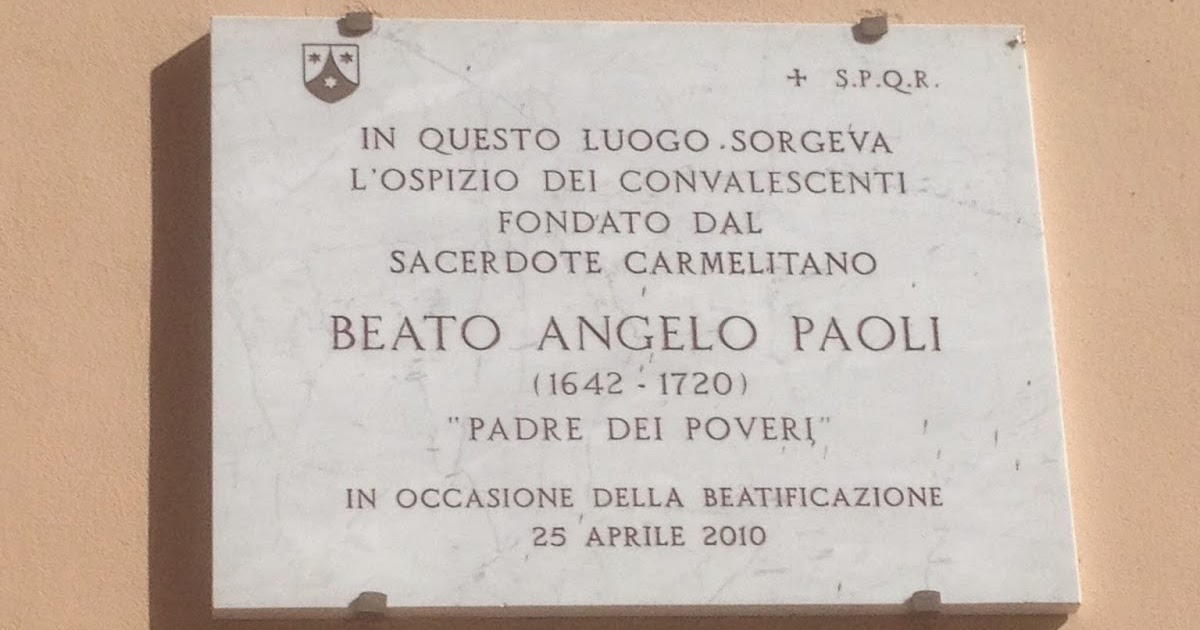 + S.P.Q.R.
IN QUESTO LUOGO SORGEVA
L'OSPIZIO DEI CONVALESCENTI
FONDATO DAL
SACERDOTE CARMELITANO
BEATO ANGELO PAOLI
(1642 - 1720)
"PADRE DEI POVERI"
IN OCCASIONE DELLA BEATIFICAZIONE
25 APRILE 2010